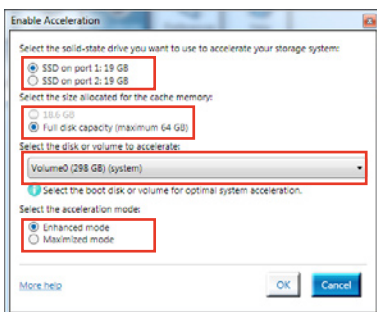 Enable Acceleration
Select the solid-state drive you want to use to accelerate your storage system:
SSD on port 1: 19 GB
SSD on port 2: 19 GB
Select the size allocated for the cache memory:
18.6 GB
Full disk capacity (maximum 64 GB)
Select the disk or volume to accelerate:
Volume0 (298 GB) (system)
Select the boot disk or volume for optimal system acceleration.
Select the acceleration mode:
Enhanced mode
Maximized mode
More help
OK
Cancel